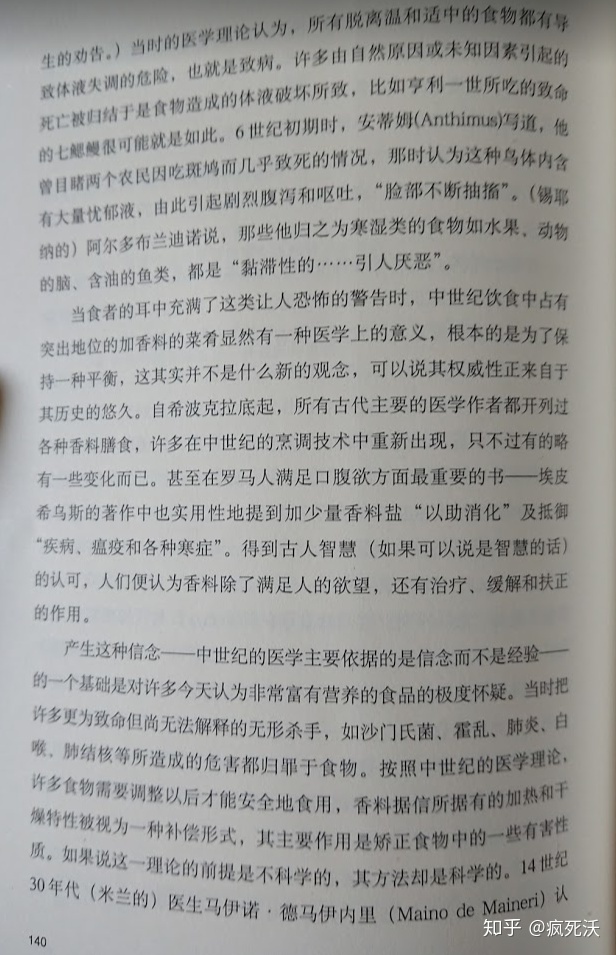 生的劝告。）当时的医学理论认为，所有脱离温和适中的食物都有导
致体液失调的危险，也就是致病。许多由自然原因或未知因素引起的
死亡被归结于是食物造成的体液破坏所致，比如亨利一世所吃的致命
的七鳃鳗很可能就是如此。6世纪初期时，安蒂姆(Anthimus)写道，他
曾目睹两个农民因吃斑鸠而几乎致死的情况，那时认为这种鸟体内含
有大量忧郁液，由此引起剧烈腹泻和呕吐，“脸部不断抽搐”。（锡耶
纳的）阿尔多布兰迪诺说，那些他归之为寒湿类的食物如水果、动物
的脑、含油的鱼类，都是“黏滞性的……引人厌恶”。
当食者的耳中充满了这类让人恐怖的警告时，中世纪饮食中占有
突出地位的加香料的菜肴显然有一种医学上的意义，根本的是为了保
持一种平衡，这其实并不是什么新的观念，可以说其权威性正来自于
其历史的悠久。自希波克拉底起，所有古代主要的医学作者都开列过
各种香料膳食，许多在中世纪的烹调技术中重新出现，只不过有的略
有一些变化而已。甚至在罗马人满足口腹欲方面最重要的书——埃皮
希乌斯的著作中也实用性地提到加少量香料盐“以助消化”及抵御
“疾病、瘟疫和各种寒症”。得到古人智慧（如果可以说是智慧的话）
的认可，人们便认为香料除了满足人的欲望，还有治疗、缓解和扶正
的作用。
产生这种信念——中世纪的医学主要依据的是信念而不是经验——
的一个基础是对许多今天认为非常富有营养的食品的极度怀疑。当时把
许多更为致命但尚无法解释的无形杀手，如沙门氏菌、霍乱、肺炎、白
喉、肺结核等所造成的危害都归罪于食物。按照中世纪的医学理论，
许多食物需要调整以后才能安全地食用，香料据信所据有的加热和干
燥特性被视为一种补偿形式，其主要作用是矫正食物中的一些有害性
质。如果说这一理论的前提是不科学的，其方法却是科学的。14世纪
30年代（米兰的）医生马伊诺·德马伊内里（Maino de Maineri）认
140
知乎 @疯死沃